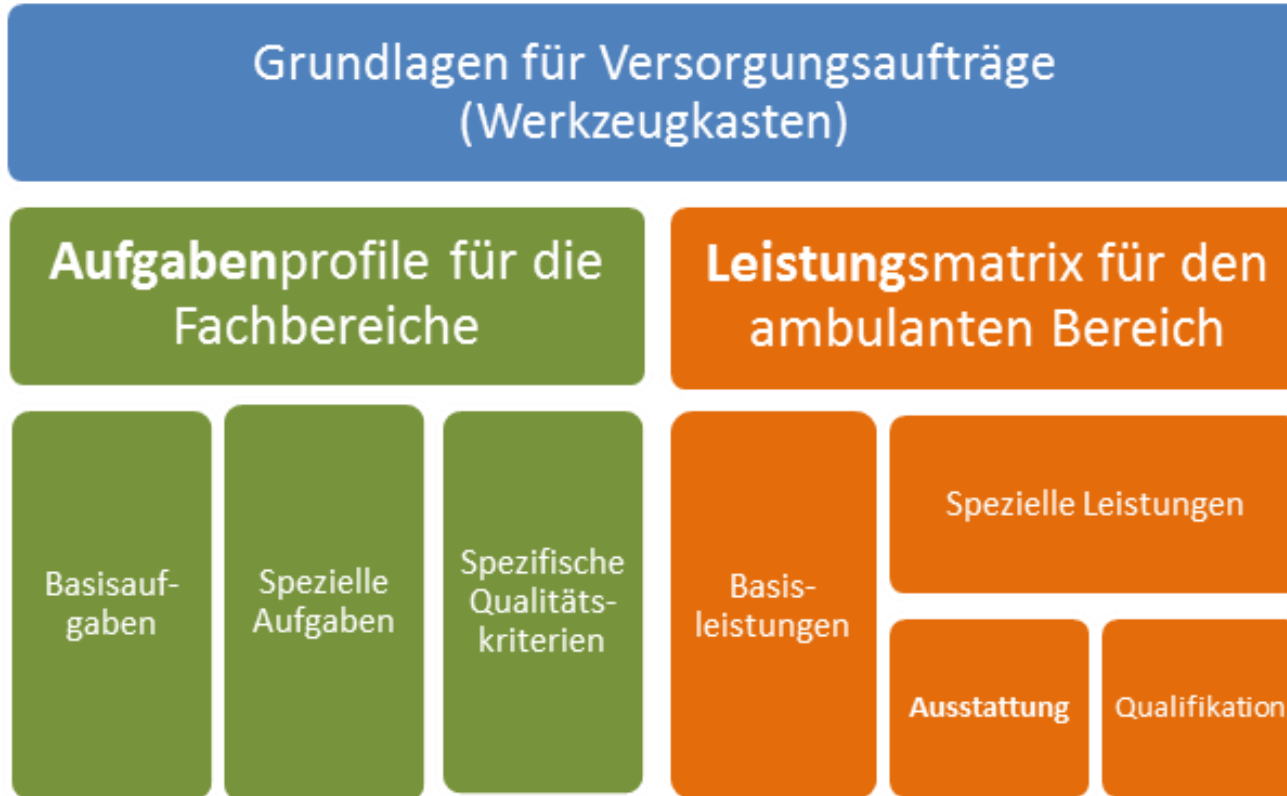 Grundlagen für Versorgungsaufträge
(Werkzeugkasten)
Aufgabenprofile für die
Fachbereiche
Leistungsmatrix für den
ambulanten Bereich
Basisauf-
gaben
Spezielle
Aufgaben
Spezifische
Qualitäts-
kriterien
Basis-
leistungen
Spezielle Leistungen
Ausstattung
Qualifikation